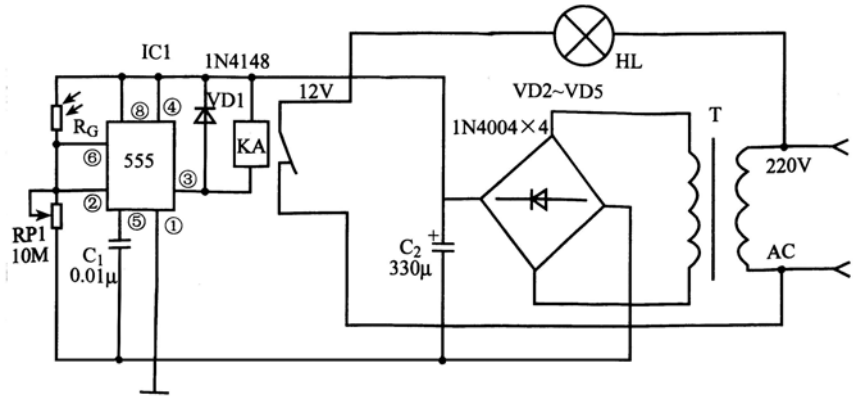 IC1
1N4148
HL
12V
VD2~VD5
VD1
T
⑧
④
R_G
1N4004×4
⑥
555
KA
220V
③
②
⑤
①
RP1
10M
C₁
0.01μ
+
C₂
330μ
AC